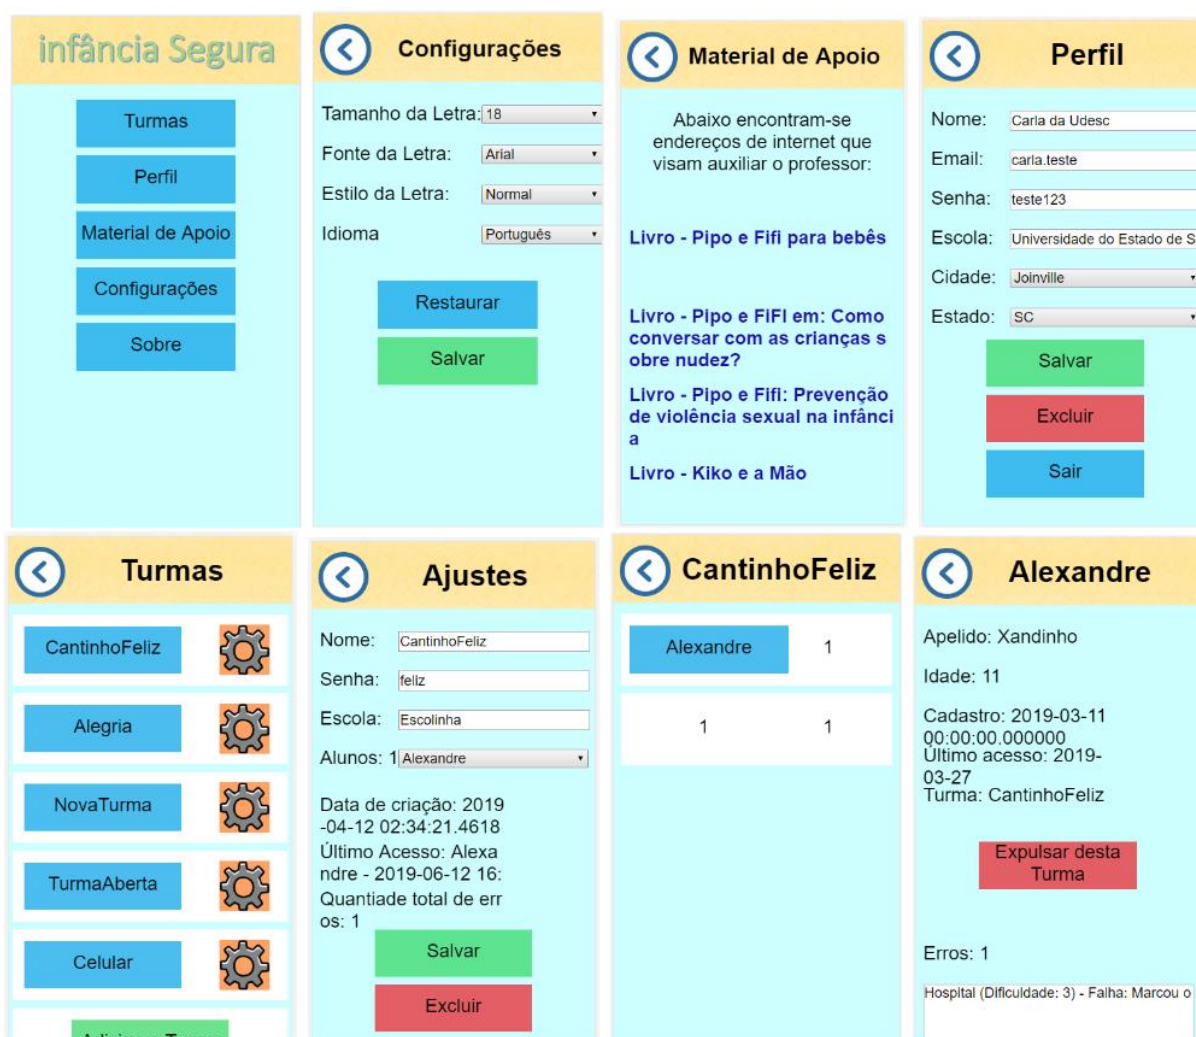 infância Segura
Turmas
Perfil
Material de Apoio
Configurações
Sobre
Configurações
Tamanho da Letra: 18
Fonte da Letra: Arial
Estilo da Letra: Normal
Idioma Português
Restaurar
Salvar
Material de Apoio
Abaixo encontram-se
endereços de internet que
visam auxiliar o professor:
Livro - Pipo e Fifi para bebês
Livro - Pipo e FiFI em: Como
conversar com as crianças s
obre nudez?
Livro - Pipo e Fifi: Prevenção
de violência sexual na infânci
a
Livro - Kiko e a Mão
Perfil
Nome: Carla da Udesc
Email: carla.teste
Senha: teste123
Escola: Universidade do Estado de S
Cidade: Joinville
Estado: SC
Salvar
Excluir
Sair
Turmas
CantinhoFeliz
Alegria
NovaTurma
TurmaAberta
Celular
Ajustes
Nome: CantinhoFeliz
Senha: feliz
Escola: Escolinha
Alunos: 1 Alexandre
Data de criação: 2019
-04-12 02:34:21.4618
Último Acesso: Alexa
ndre - 2019-06-12 16:
Quantiade total de err
os: 1
Salvar
Excluir
CantinhoFeliz
Alexandre 1
1 1
Alexandre
Apelido: Xandinho
Idade: 11
Cadastro: 2019-03-11
00:00:00.000000
Último acesso: 2019-
03-27
Turma: CantinhoFeliz
Expulsar desta
Turma
Erros: 1
Hospital (Dificuldade: 3) - Falha: Marcou o